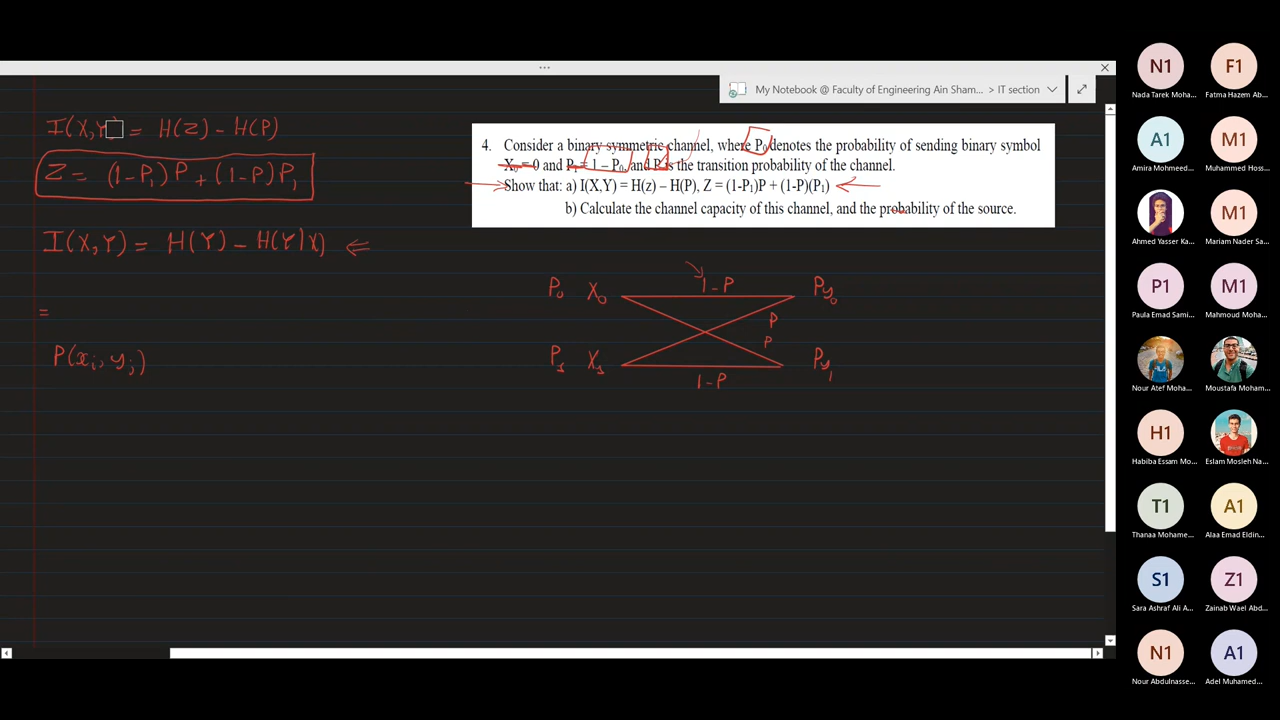 My Notebook @ Faculty of Engineering Ain Sham... > IT section
I(X,Y) = H(Z) - H(P)
Z = (1-P₁)P + (1-P)P₁
I(X,Y) = H(Y) - H(Y|X) ⇐
=
P(xᵢ, yⱼ)
4. Consider a binary symmetric channel, where P₀ denotes the probability of sending binary symbol
X₀ = 0 and P₁ = 1 – P₀, and P is the transition probability of the channel.
Show that: a) I(X,Y) = H(z) – H(P), Z = (1-P₁)P + (1-P)(P₁)
b) Calculate the channel capacity of this channel, and the probability of the source.
P₀ X₀ 1-P Py₀
P
P
P₁ X₁ 1-P Py₁
N1 F1
Nada Tarek Moha... Fatma Hazem Ab...
A1 M1
Amira Mohmeed... Muhammed Hoss...
M1
Ahmed Yasser Ka... Mariam Nader Sa...
P1 M1
Paula Emad Sami... Mahmoud Moha...
Nour Atef Moha... Moustafa Moham...
H1
Habiba Essam Mo... Eslam Mosleh Na...
T1 A1
Thanaa Mohame... Alaa Emad Eldin...
S1 Z1
Sara Ashraf Ali A... Zainab Wael Abd...
N1 A1
Nour Abdulnasse... Adel Muhamed...